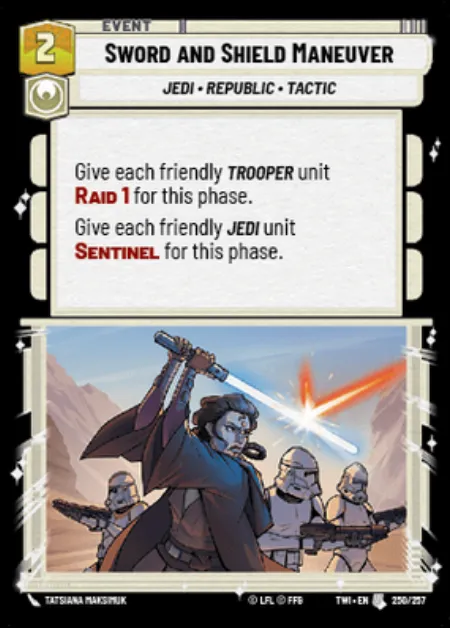 EVENT
2
SWORD AND SHIELD MANEUVER
JEDI • REPUBLIC • TACTIC
Give each friendly TROOPER unit
RAID 1 for this phase.
Give each friendly JEDI unit
SENTINEL for this phase.
TATSIANA MAKSIMUK
© LFL © FFG
TWI • EN
250/257